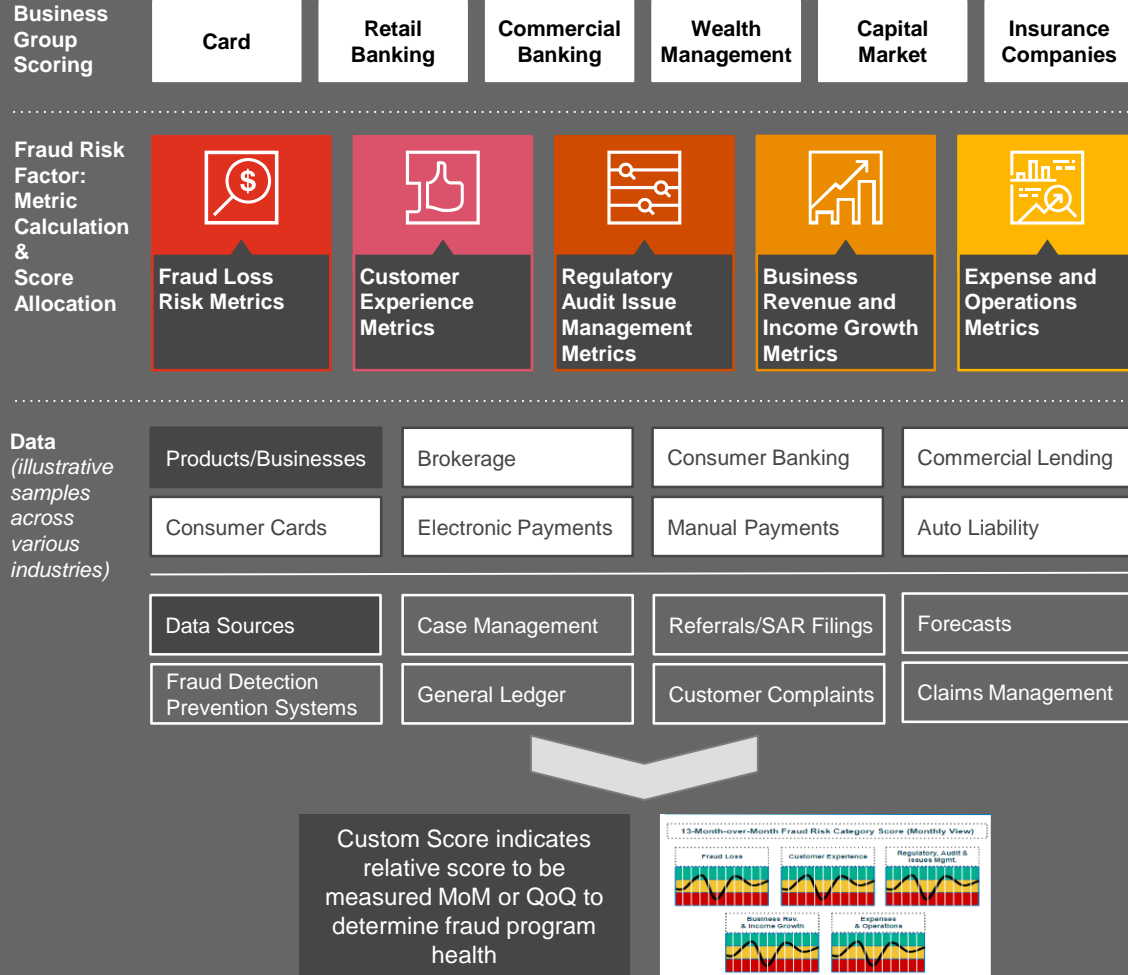 Business
Group
Scoring
Card
Retail
Banking
Commercial
Banking
Wealth
Management
Capital
Market
Insurance
Companies
Fraud Risk
Factor:
Metric
Calculation
&
Score
Allocation
$
Fraud Loss
Risk Metrics
Customer
Experience
Metrics
Regulatory
Audit Issue
Management
Metrics
Business
Revenue and
Income Growth
Metrics
Expense and
Operations
Metrics
Data
(illustrative
samples
across
various
industries)
Products/Businesses
Brokerage
Consumer Banking
Commercial Lending
Consumer Cards
Electronic Payments
Manual Payments
Auto Liability
Data Sources
Case Management
Referrals/SAR Filings
Forecasts
Fraud Detection
Prevention Systems
General Ledger
Customer Complaints
Claims Management
Custom Score indicates
relative score to be
measured MoM or QoQ to
determine fraud program
health
13-Month-over-Month Fraud Risk Category Score (Monthly View)
Fraud Loss
Customer Experience
Regulatory, Audit &
Issues Mgmt.
Business Rev.
& Income Growth
Expenses
& Operations